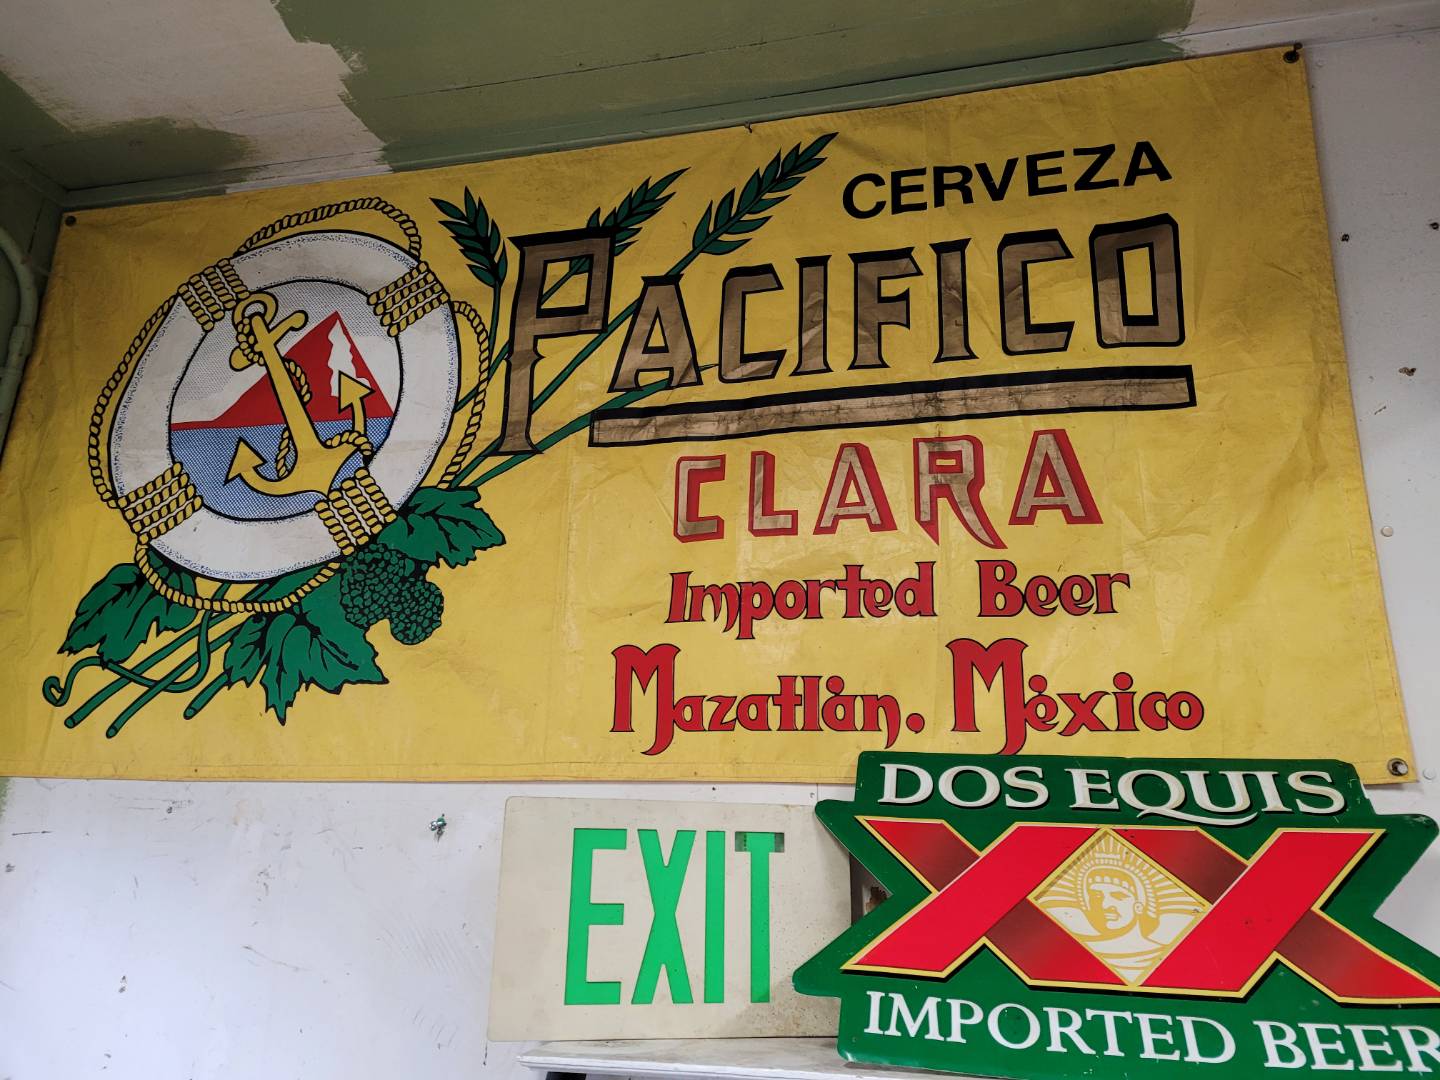 CERVEZA
PACIFICO
CLARA
Imported Beer
Mazatlán, México
EXIT
DOS EQUIS
XX
IMPORTED BEER